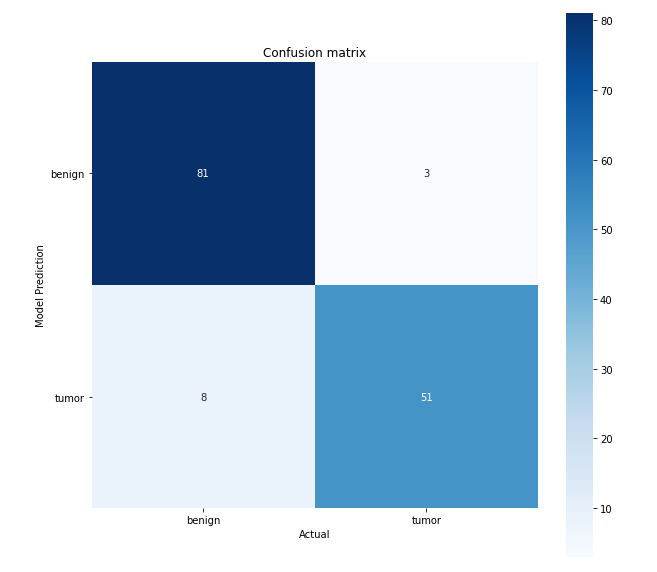 Confusion matrix
80
70
60
50
40
30
20
10
benign
81
3
Model Prediction
tumor
8
51
benign
tumor
Actual